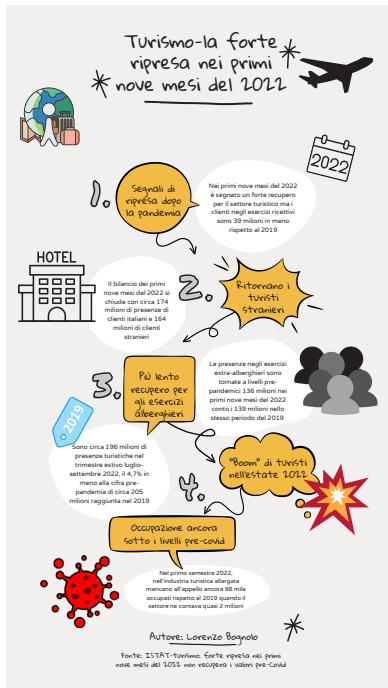 Turismo-la forte
ripresa nei primi
nove mesi del 2022
2022
1.
Segnali di
ripresa dopo
la pandemia
Nei primi nove mesi del 2022
è segnato un forte recupero
per il settore turistico ma i
clienti negli esercizi ricettivi
sono 39 milioni in meno
rispetto al 2019
HOTEL
Il bilancio dei primi
nove mesi del 2022 si
chiude con circa 174
milioni di presenze di
clienti italiani e 164
milioni di clienti
stranieri
2.
Ritornano i
turisti
stranieri
3.
Più lento
recupero per
gli esercizi
alberghieri
Le presenze negli esercizi
extra-alberghieri sono
tornate a livelli pre-
pandemici 136 milioni nei
primi nove mesi del 2022
conto i 139 milioni nello
stesso periodo del 2019
2019
Sono circa 196 milioni di
presenze turistiche nel
trimestre estivo luglio-
settembre 2022, il 4,7% in
meno alla cifra pre-
pandemia di circa 205
milioni raggiunta nel 2019
"Boom" di turisti
nell'estate 2022
4.
Occupazione ancora
sotto i livelli pre-covid
Nel primo semestre 2022,
nell'industria turistica allargata
mancano all'appello ancora 88 mila
occupati rispetto al 2019 quando il
settore ne contava quasi 2 milioni
Autore: Lorenzo Bognolo
Fonte: ISTAT-turismo: forte ripresa nei primi
nove mesi del 2022 non recupera i valori pre-Covid